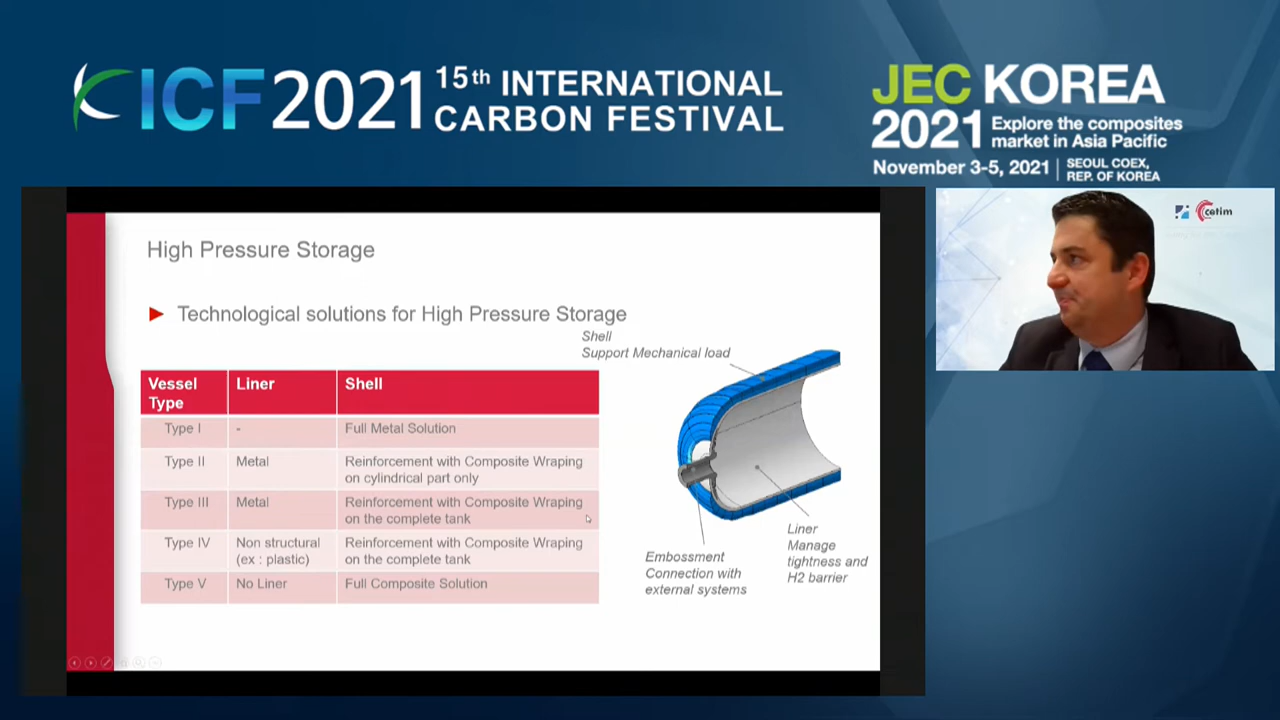 ICF 2021 15th INTERNATIONAL
CARBON FESTIVAL
JEC KOREA
2021 Explore the composites
market in Asia Pacific
November 3-5, 2021 | SEOUL COEX,
REP. OF KOREA
cetim
High Pressure Storage
Technological solutions for High Pressure Storage
Shell
Support Mechanical load
Vessel Type
Liner
Shell
Type I
-
Full Metal Solution
Type II
Metal
Reinforcement with Composite Wraping
on cylindrical part only
Type III
Metal
Reinforcement with Composite Wraping
on the complete tank
Type IV
Non structural
(ex : plastic)
Reinforcement with Composite Wraping
on the complete tank
Type V
No Liner
Full Composite Solution
Embossment
Connection with
external systems
Liner
Manage
tightness and
H2 barrier